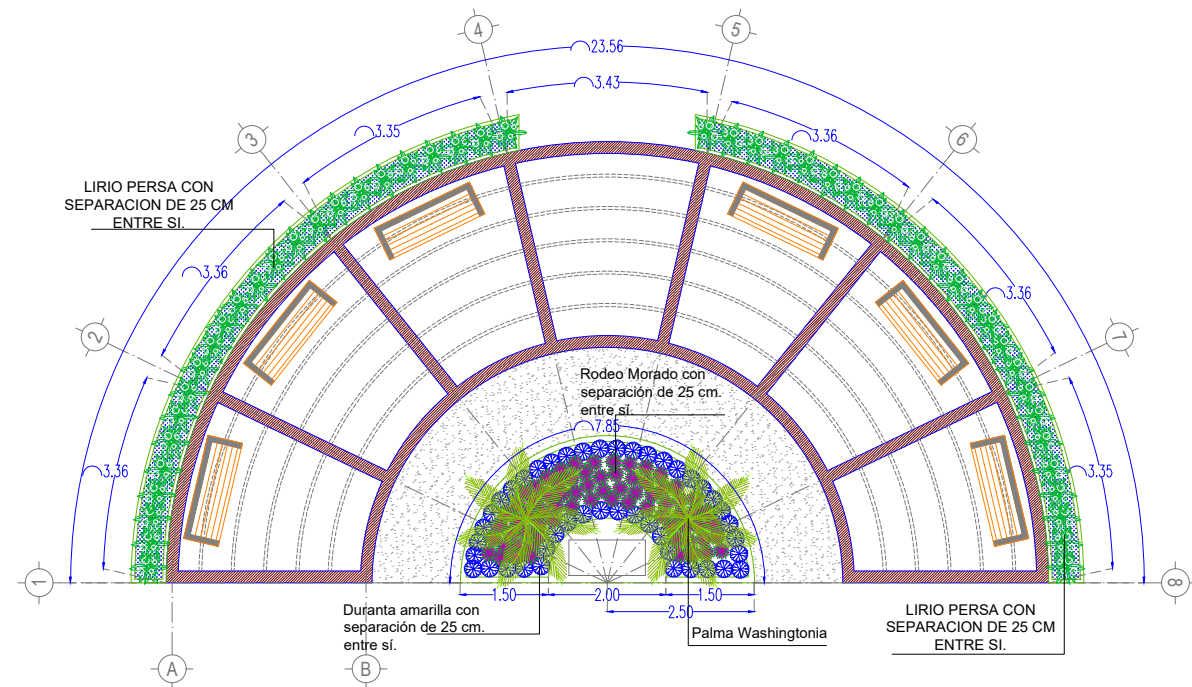 4
5
23.56
3.43
3.35
3.36
3
6
LIRIO PERSA CON
SEPARACION DE 25 CM
ENTRE SI.
3.36
3.36
2
7
Rodeo Morado con
separación de 25 cm.
entre sí.
7.85
3.36
3.35
1
8
1.50
2.00
1.50
2.50
Duranta amarilla con
separación de 25 cm.
entre sí.
Palma Washingtonia
LIRIO PERSA CON
SEPARACION DE 25 CM
ENTRE SI.
A
B